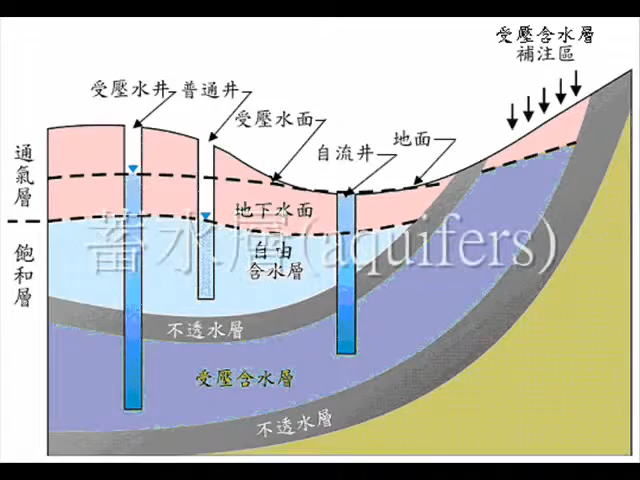 受壓含水層
補注區
受壓水井
普通井
受壓水面
地面
自流井
通氣層
地下水面
蓄水層(aquifers)
自由
含水層
飽和層
不透水層
受壓含水層
不透水層